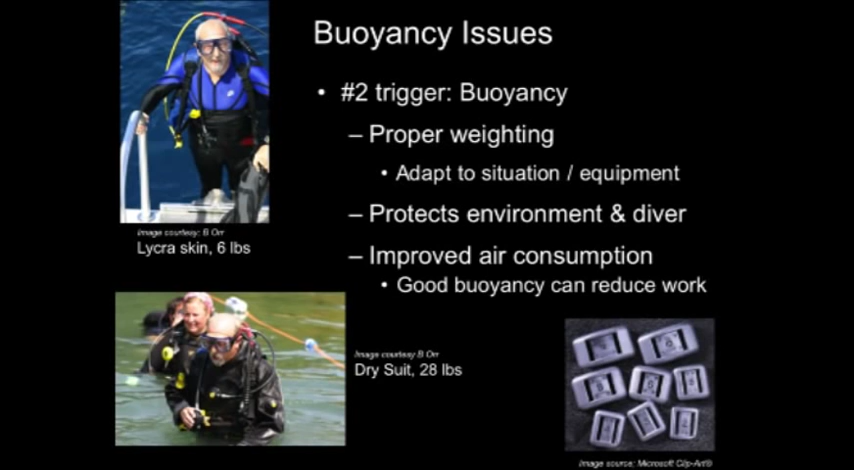 Buoyancy Issues
• #2 trigger: Buoyancy
– Proper weighting
• Adapt to situation / equipment
– Protects environment & diver
– Improved air consumption
• Good buoyancy can reduce work
Image courtesy: B Orr
Lycra skin, 6 lbs
Image courtesy B Orr
Dry Suit, 28 lbs
Image source: Microsoft Clip-Art®